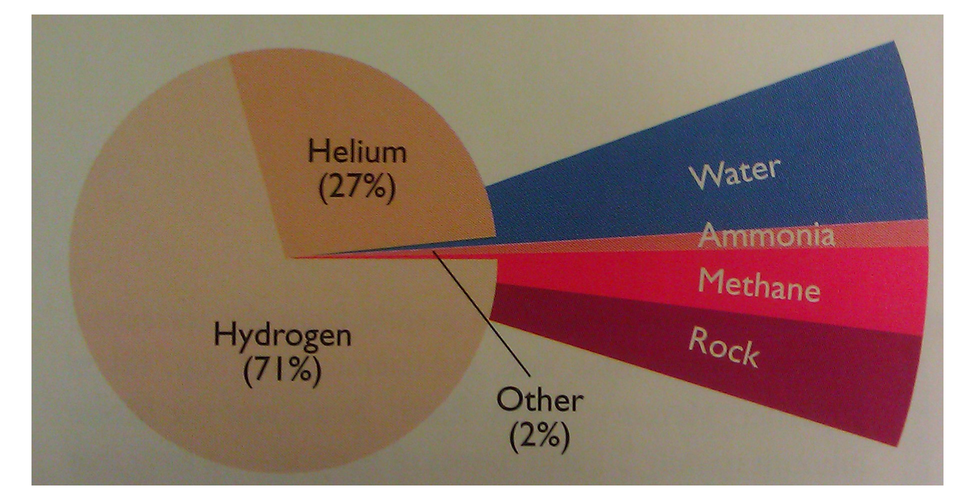 Helium
(27%)
Water
Ammonia
Methane
Hydrogen
(71%)
Rock
Other
(2%)